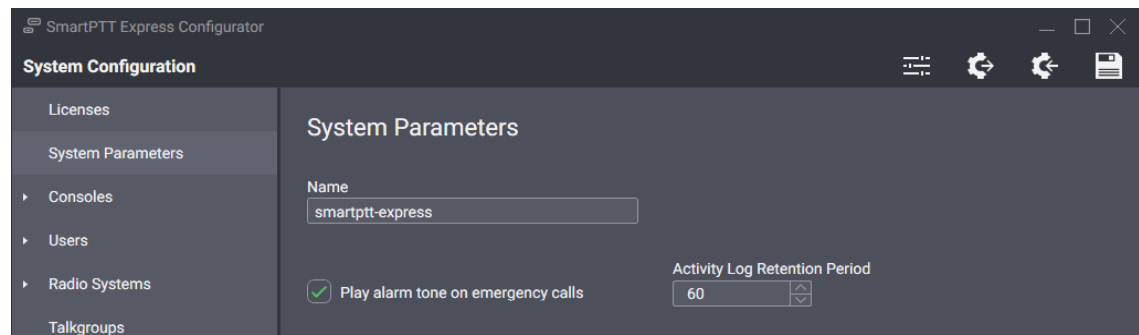 SmartPTT Express Configurator
System Configuration
Licenses
System Parameters
Consoles
Users
Radio Systems
Talkgroups
System Parameters
Name
smartptt-express
Play alarm tone on emergency calls
Activity Log Retention Period
60